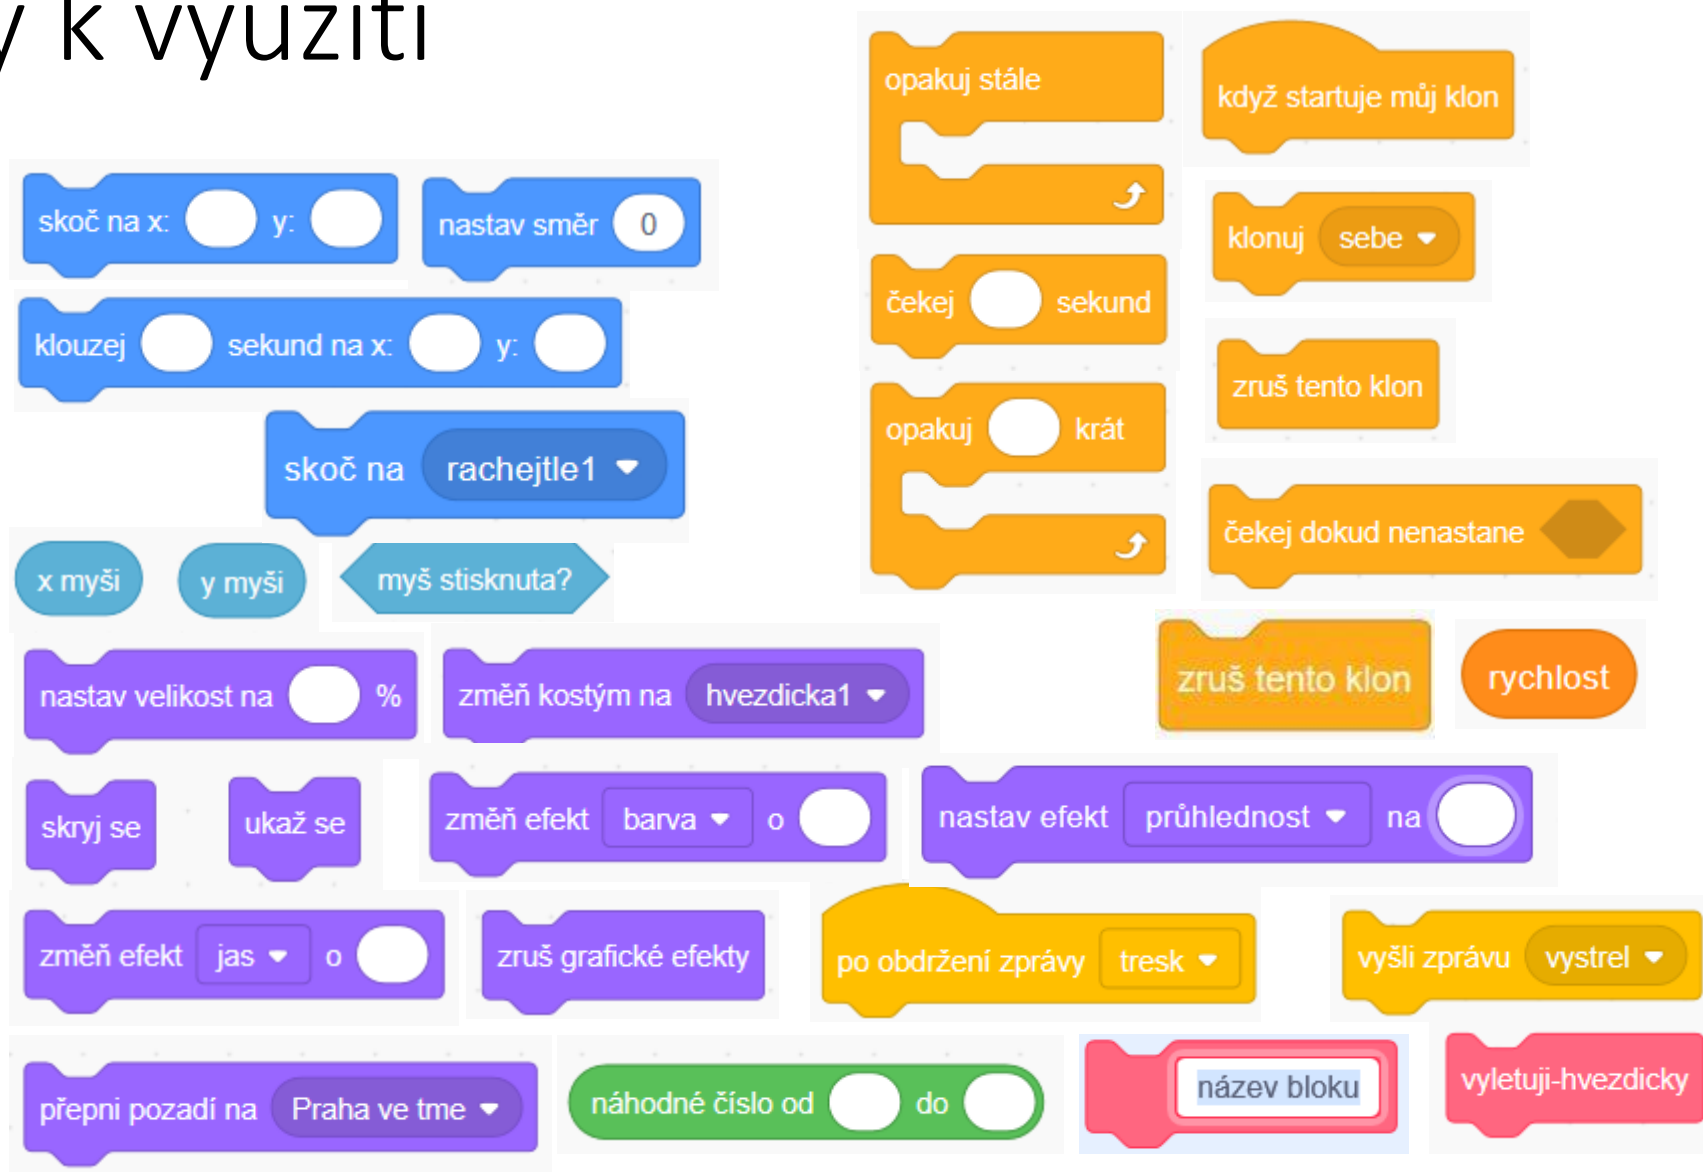 y k využití
opakuj stále
když startuje můj klon
skoč na x: y:
nastav směr 0
klonuj sebe
čekej sekund
klouzej sekund na x: y:
zruš tento klon
opakuj krát
skoč na rachejtle1
čekej dokud nenastane
x myši
y myši
myš stisknuta?
zruš tento klon
rychlost
nastav velikost na %
změň kostým na hvezdicka1
skryj se
ukaž se
změň efekt barva o
nastav efekt průhlednost na
změň efekt jas o
zruš grafické efekty
po obdržení zprávy tresk
vyšli zprávu vystrel
přepni pozadí na Praha ve tme
náhodné číslo od do
název bloku
vyletuji-hvezdicky